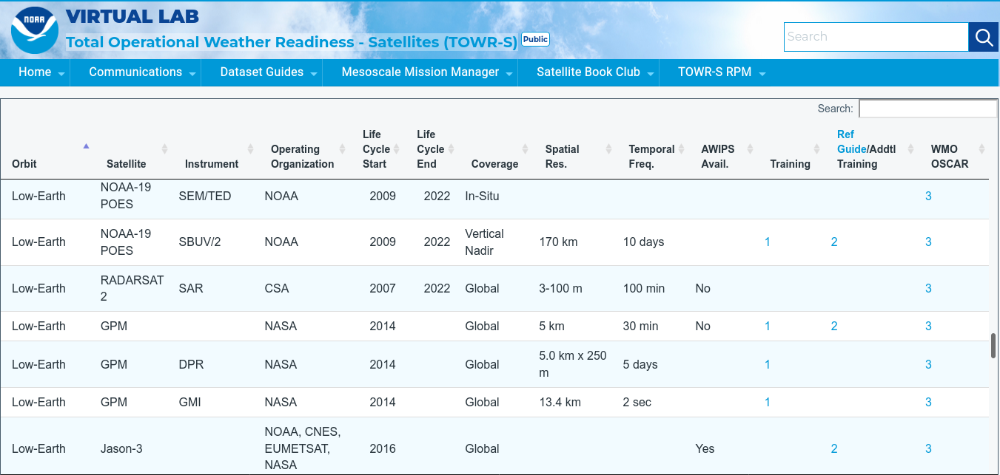 NOAA
VIRTUAL LAB
Total Operational Weather Readiness - Satellites (TOWR-S) Public
Search
Home Communications Dataset Guides Mesoscale Mission Manager Satellite Book Club TOWR-S RPM
Search:
Orbit Satellite Instrument Operating Organization Life Cycle Start Life Cycle End Coverage Spatial Res. Temporal Freq. AWIPS Avail. Training Ref Guide/Addtl Training WMO OSCAR
Low-Earth NOAA-19 POES SEM/TED NOAA 2009 2022 In-Situ 3
Low-Earth NOAA-19 POES SBUV/2 NOAA 2009 2022 Vertical Nadir 170 km 10 days 1 2 3
Low-Earth RADARSAT 2 SAR CSA 2007 2022 Global 3-100 m 100 min No 3
Low-Earth GPM NASA 2014 Global 5 km 30 min No 1 2 3
Low-Earth GPM DPR NASA 2014 Global 5.0 km x 250 m 5 days 1 3
Low-Earth GPM GMI NASA 2014 Global 13.4 km 2 sec 1 3
Low-Earth Jason-3 NOAA, CNES, EUMETSAT, NASA 2016 Global Yes 2 3